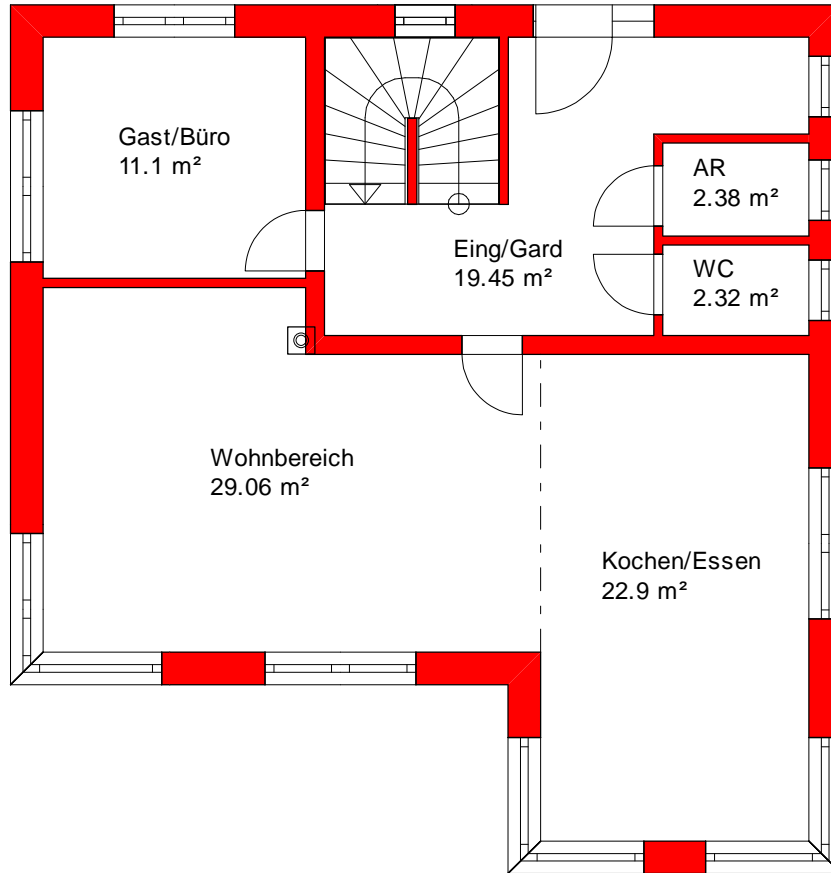 Gast/Büro
11.1 m²
AR
2.38 m²
Eing/Gard
19.45 m²
WC
2.32 m²
Wohnbereich
29.06 m²
Kochen/Essen
22.9 m²